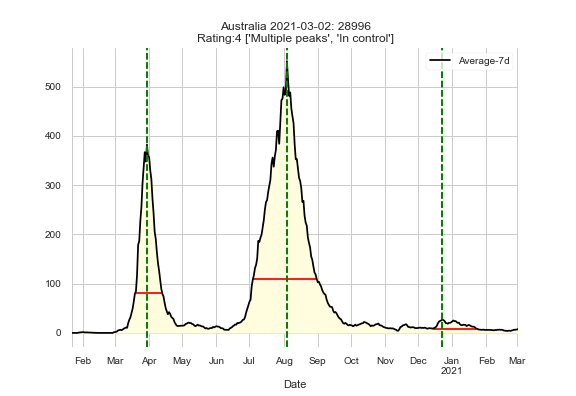 Australia 2021-03-02: 28996
Rating:4 ['Multiple peaks', 'In control']
Average-7d
500
400
300
200
100
0
Feb Mar Apr May Jun Jul Aug Sep Oct Nov Dec Jan Feb Mar
2021
Date